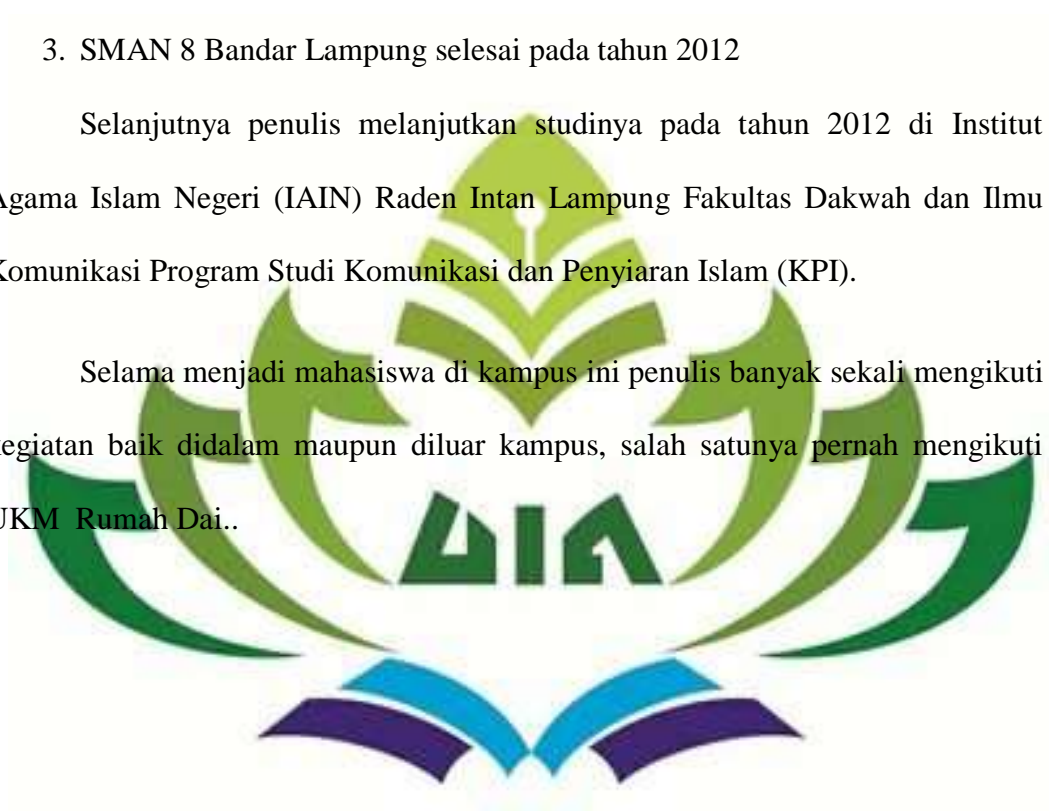 3. SMAN 8 Bandar Lampung selesai pada tahun 2012
Selanjutnya penulis melanjutkan studinya pada tahun 2012 di Institut
Agama Islam Negeri (IAIN) Raden Intan Lampung Fakultas Dakwah dan Ilmu
Komunikasi Program Studi Komunikasi dan Penyiaran Islam (KPI).
Selama menjadi mahasiswa di kampus ini penulis banyak sekali mengikuti
kegiatan baik didalam maupun diluar kampus, salah satunya pernah mengikuti
UKM Rumah Dai..
UIN